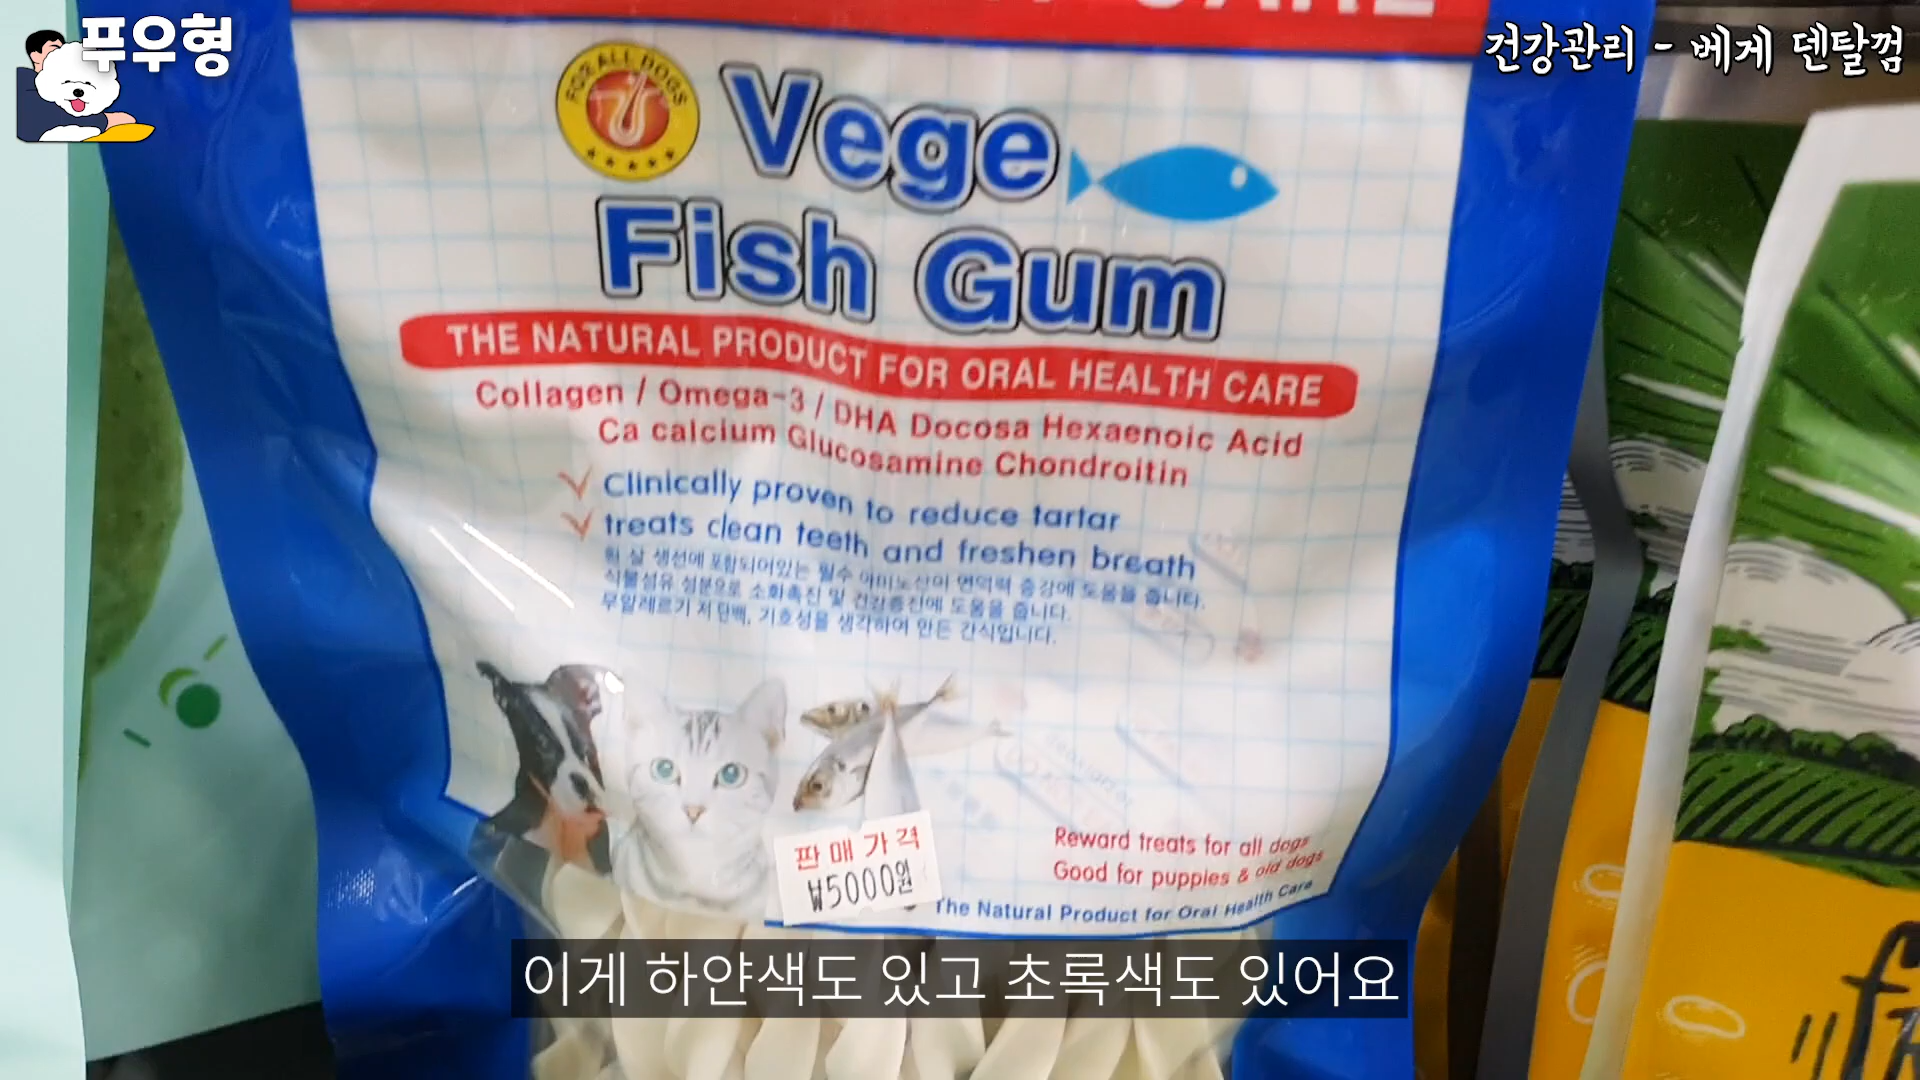 푸우형
건강관리 - 베게 덴탈껌
FOR ALL DOGS
Vege
Fish Gum
THE NATURAL PRODUCT FOR ORAL HEALTH CARE
Collagen / Omega-3 / DHA Docosa Hexaenoic Acid
Ca calcium Glucosamine Chondroitin
Clinically proven to reduce tartar
treats clean teeth and freshen breath
흰 살 생선에 포함되어있는 필수 아미노산이 면역력 증강에 도움을 줍니다.
식물섬유 성분으로 소화촉진 및 건강증진에 도움을 줍니다.
무알레르기 저 단백, 기호성을 생각하여 만든 간식입니다.
판매가격
₩5000원
Reward treats for all dogs
Good for puppies & old dogs
The Natural Product for Oral Health Care
이게 하얀색도 있고 초록색도 있어요